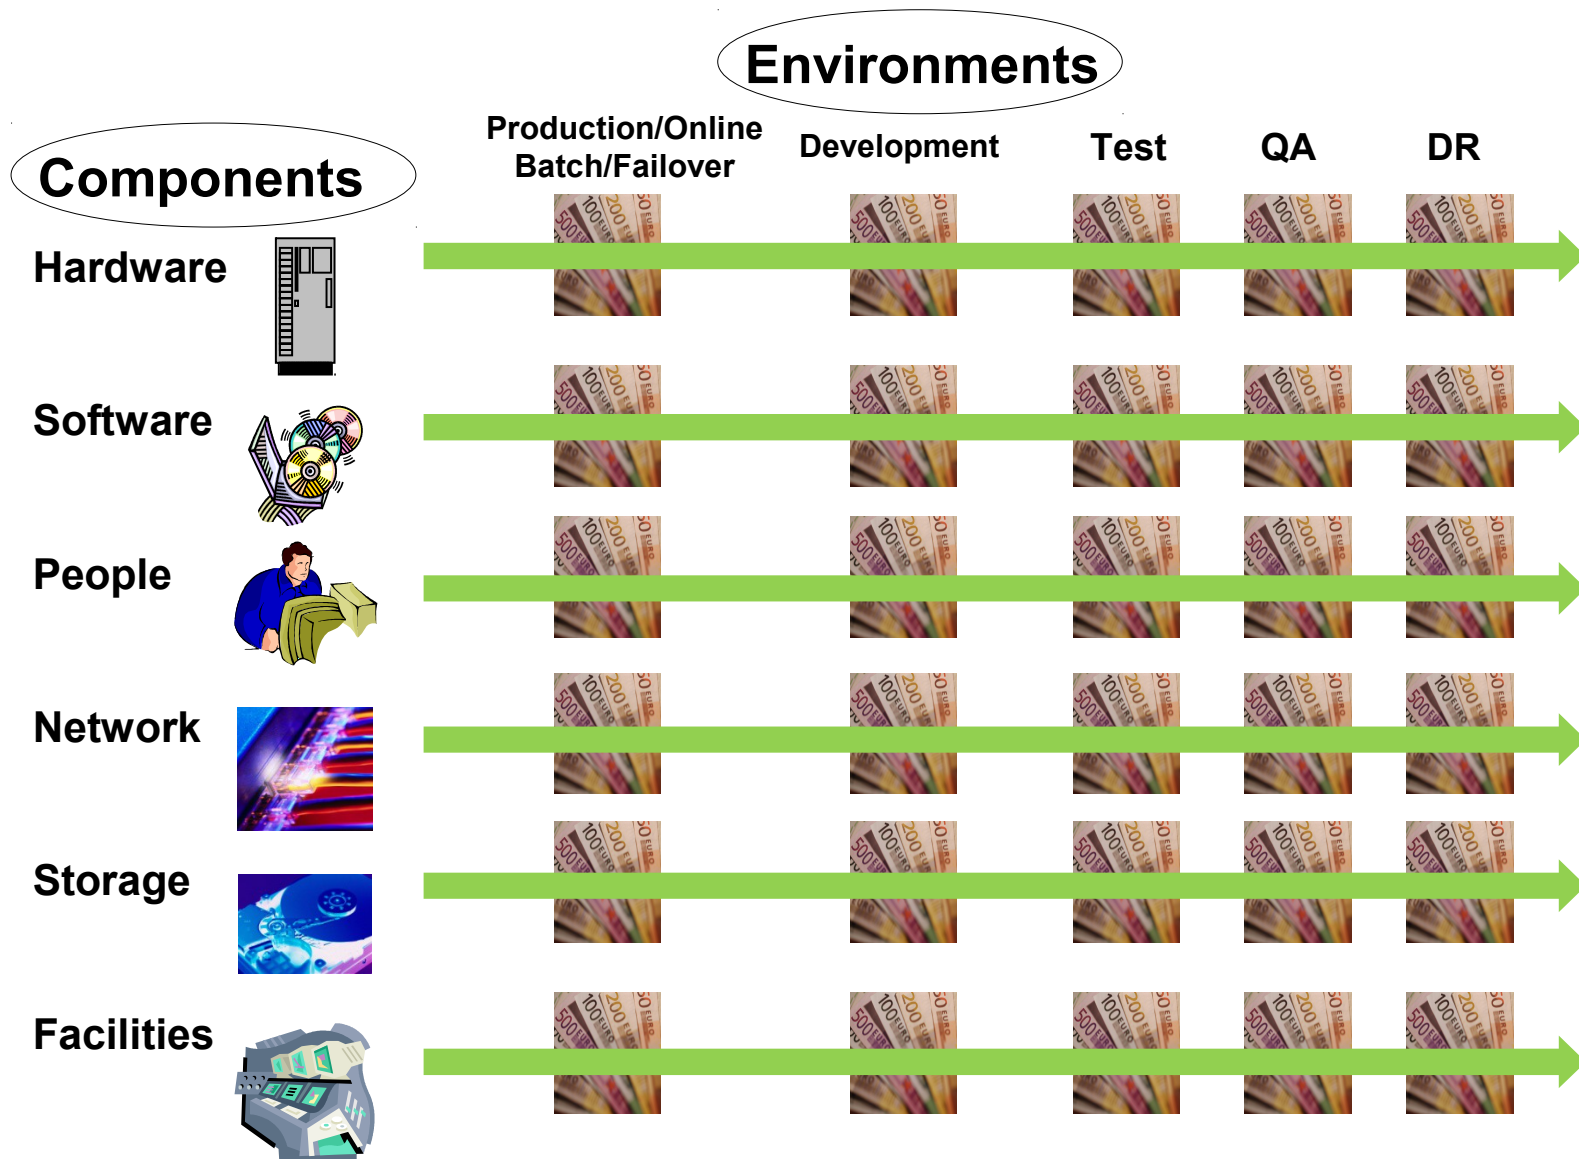 Environments
Production/Online
Batch/Failover
Development
Test
QA
DR
Components
Hardware
Software
People
Network
Storage
Facilities